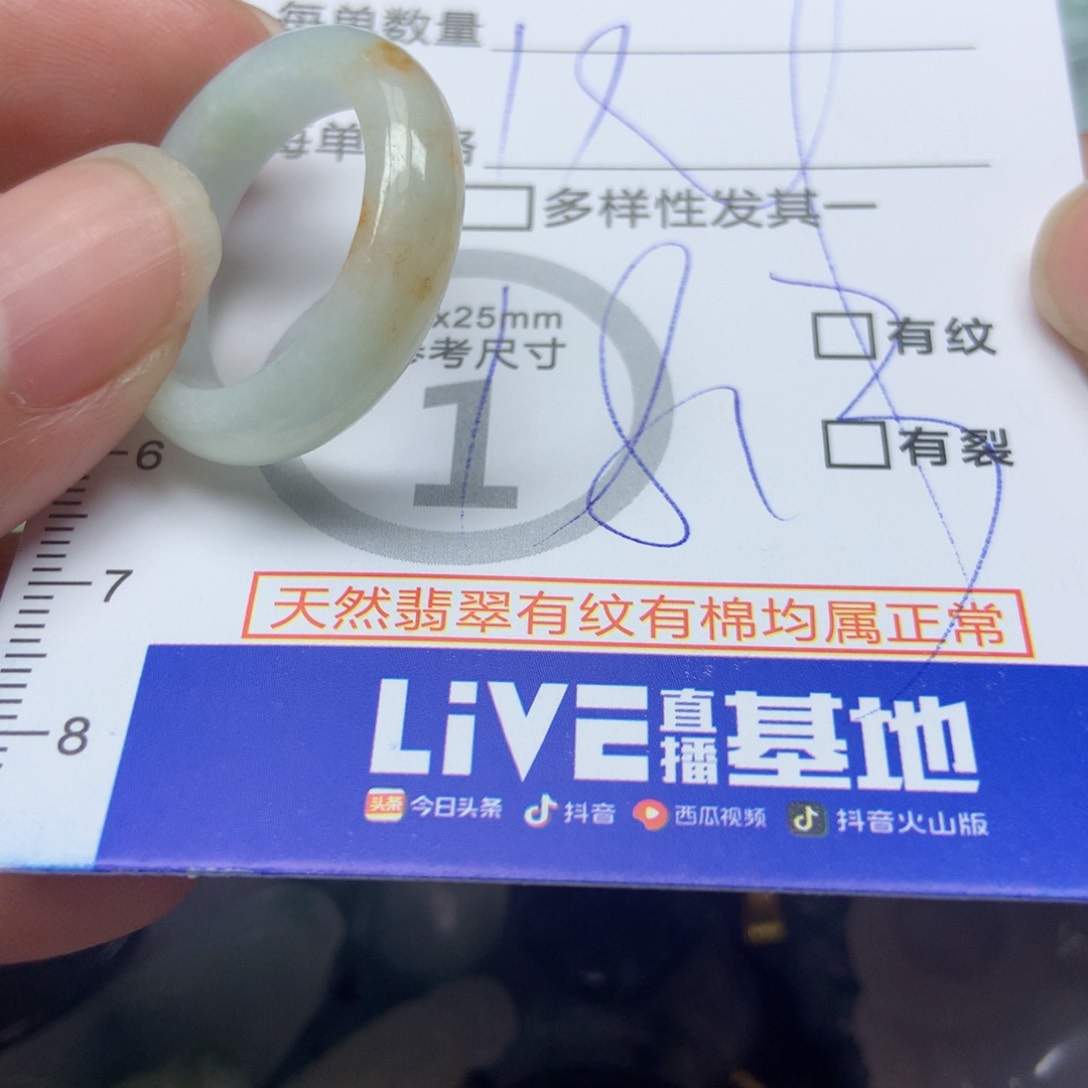 每单数量
每单 格
多样性发其一
x25mm
参考尺寸
1
有纹
有裂
6
7
8
天然翡翠有纹有棉均属正常
LiVE直播基地
头条 今日头条 抖音 西瓜视频 抖音火山版